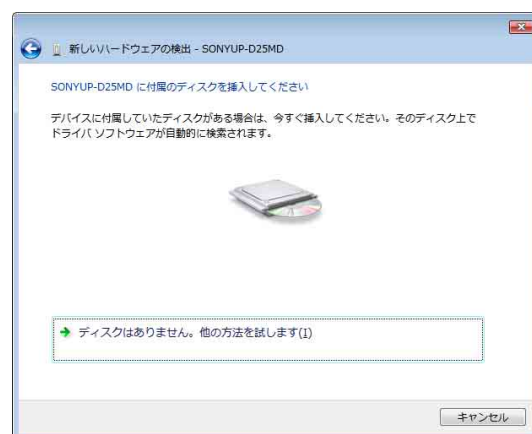 新しいハードウェアの検出 - SONYUP-D25MD
SONYUP-D25MD に付属のディスクを挿入してください
デバイスに付属していたディスクがある場合は、今すぐ挿入してください。そのディスク上で
ドライバ ソフトウェアが自動的に検索されます。
ディスクはありません。他の方法を試します(I)
キャンセル